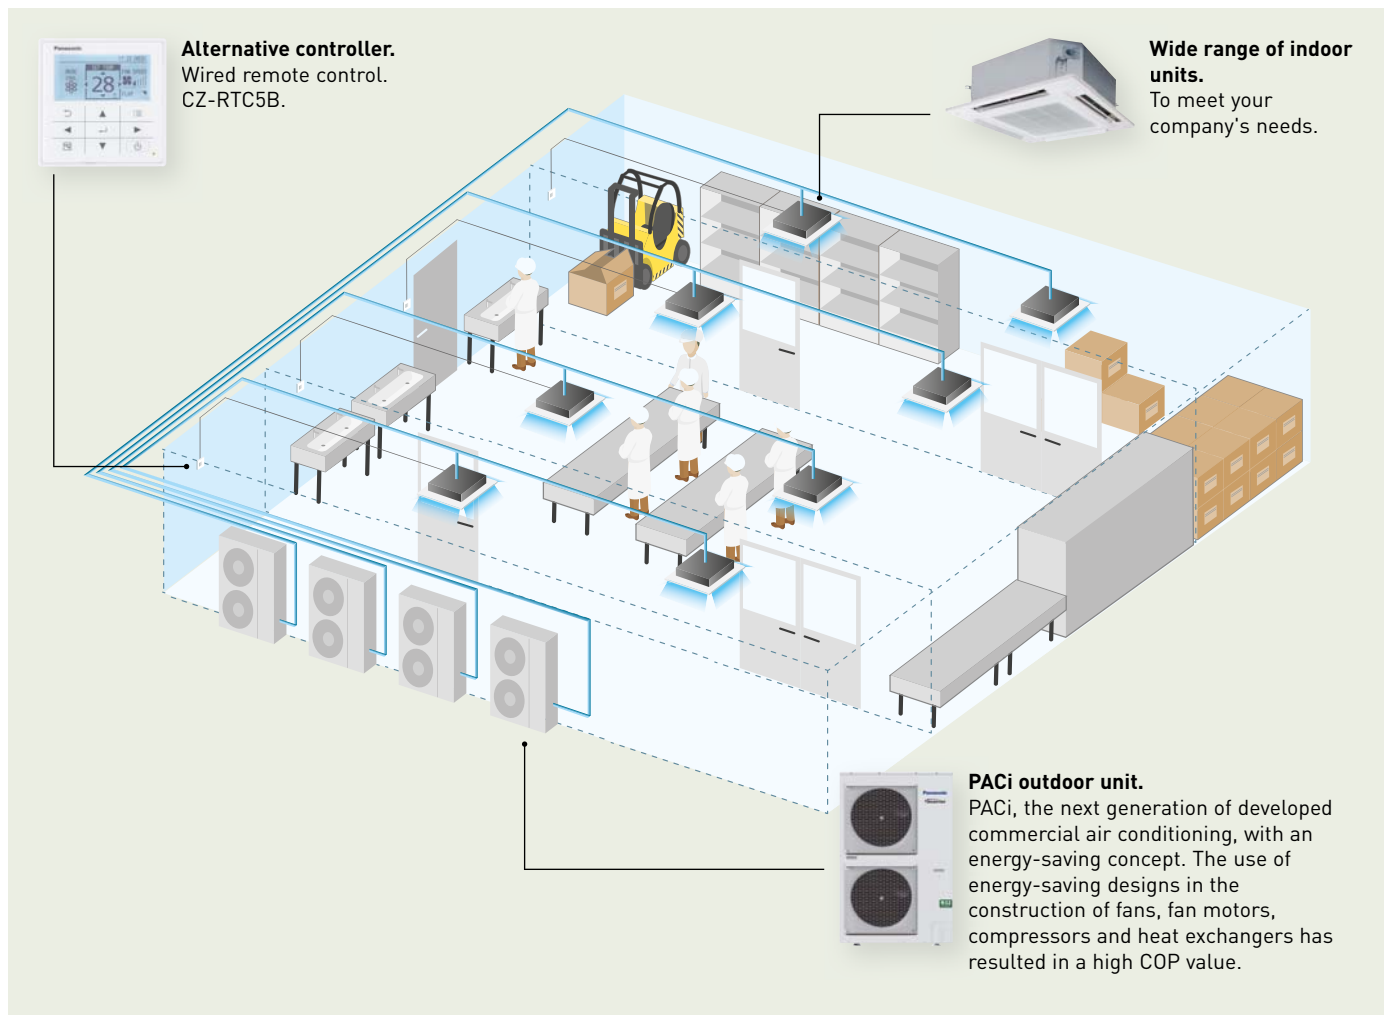 Panasonic
28
Alternative controller.
Wired remote control.
CZ-RTC5B.
Wide range of indoor
units.
To meet your
company's needs.
Panasonic
PACi outdoor unit.
PACi, the next generation of developed
commercial air conditioning, with an
energy-saving concept. The use of
energy-saving designs in the
construction of fans, fan motors,
compressors and heat exchangers has
resulted in a high COP value.